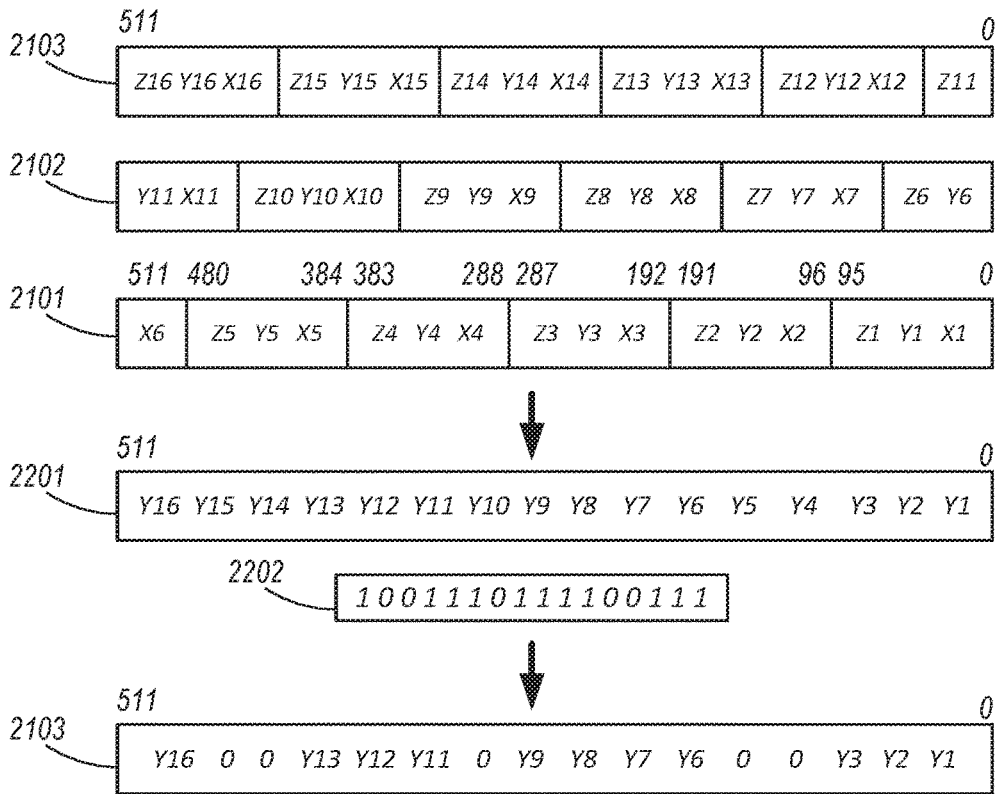 511 0
2103
Z16 Y16 X16 Z15 Y15 X15 Z14 Y14 X14 Z13 Y13 X13 Z12 Y12 X12 Z11
2102
Y11 X11 Z10 Y10 X10 Z9 Y9 X9 Z8 Y8 X8 Z7 Y7 X7 Z6 Y6
511 480 384 383 288 287 192 191 96 95 0
2101
X6 Z5 Y5 X5 Z4 Y4 X4 Z3 Y3 X3 Z2 Y2 X2 Z1 Y1 X1
511 0
2201
Y16 Y15 Y14 Y13 Y12 Y11 Y10 Y9 Y8 Y7 Y6 Y5 Y4 Y3 Y2 Y1
2202
1 0 0 1 1 1 0 1 1 1 1 0 0 1 1 1
511 0
2103
Y16 0 0 Y13 Y12 Y11 0 Y9 Y8 Y7 Y6 0 0 Y3 Y2 Y1